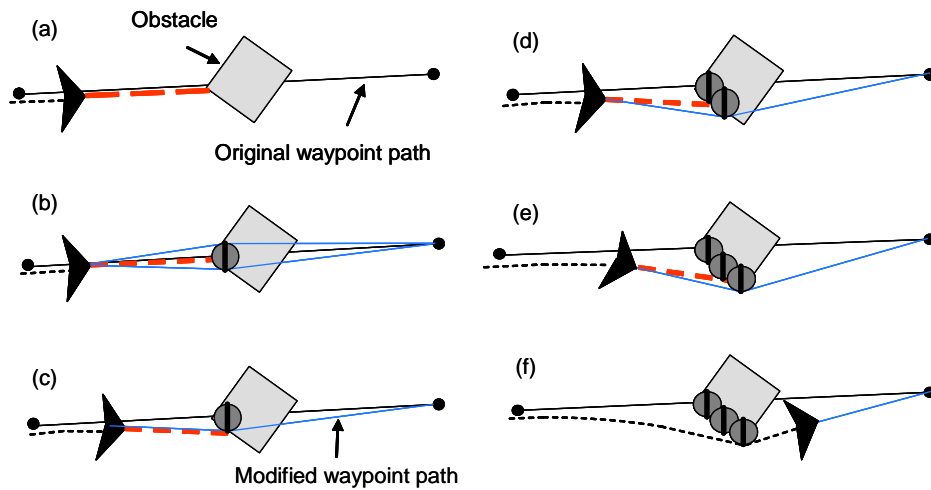 (a)
Obstacle
Original waypoint path
(b)
(c)
Modified waypoint path
(d)
(e)
(f)